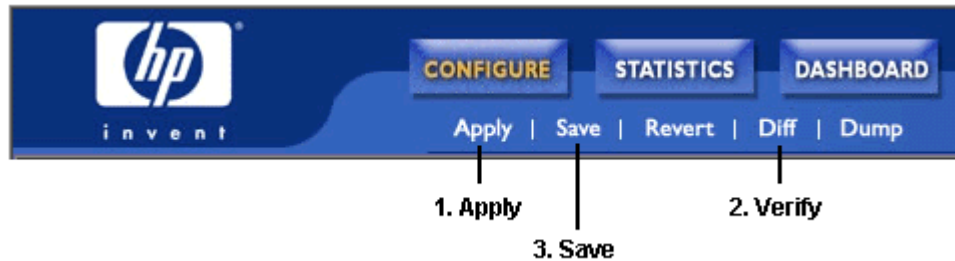 hp
invent
CONFIGURE STATISTICS DASHBOARD
Apply | Save | Revert | Diff | Dump
1. Apply 2. Verify
3. Save